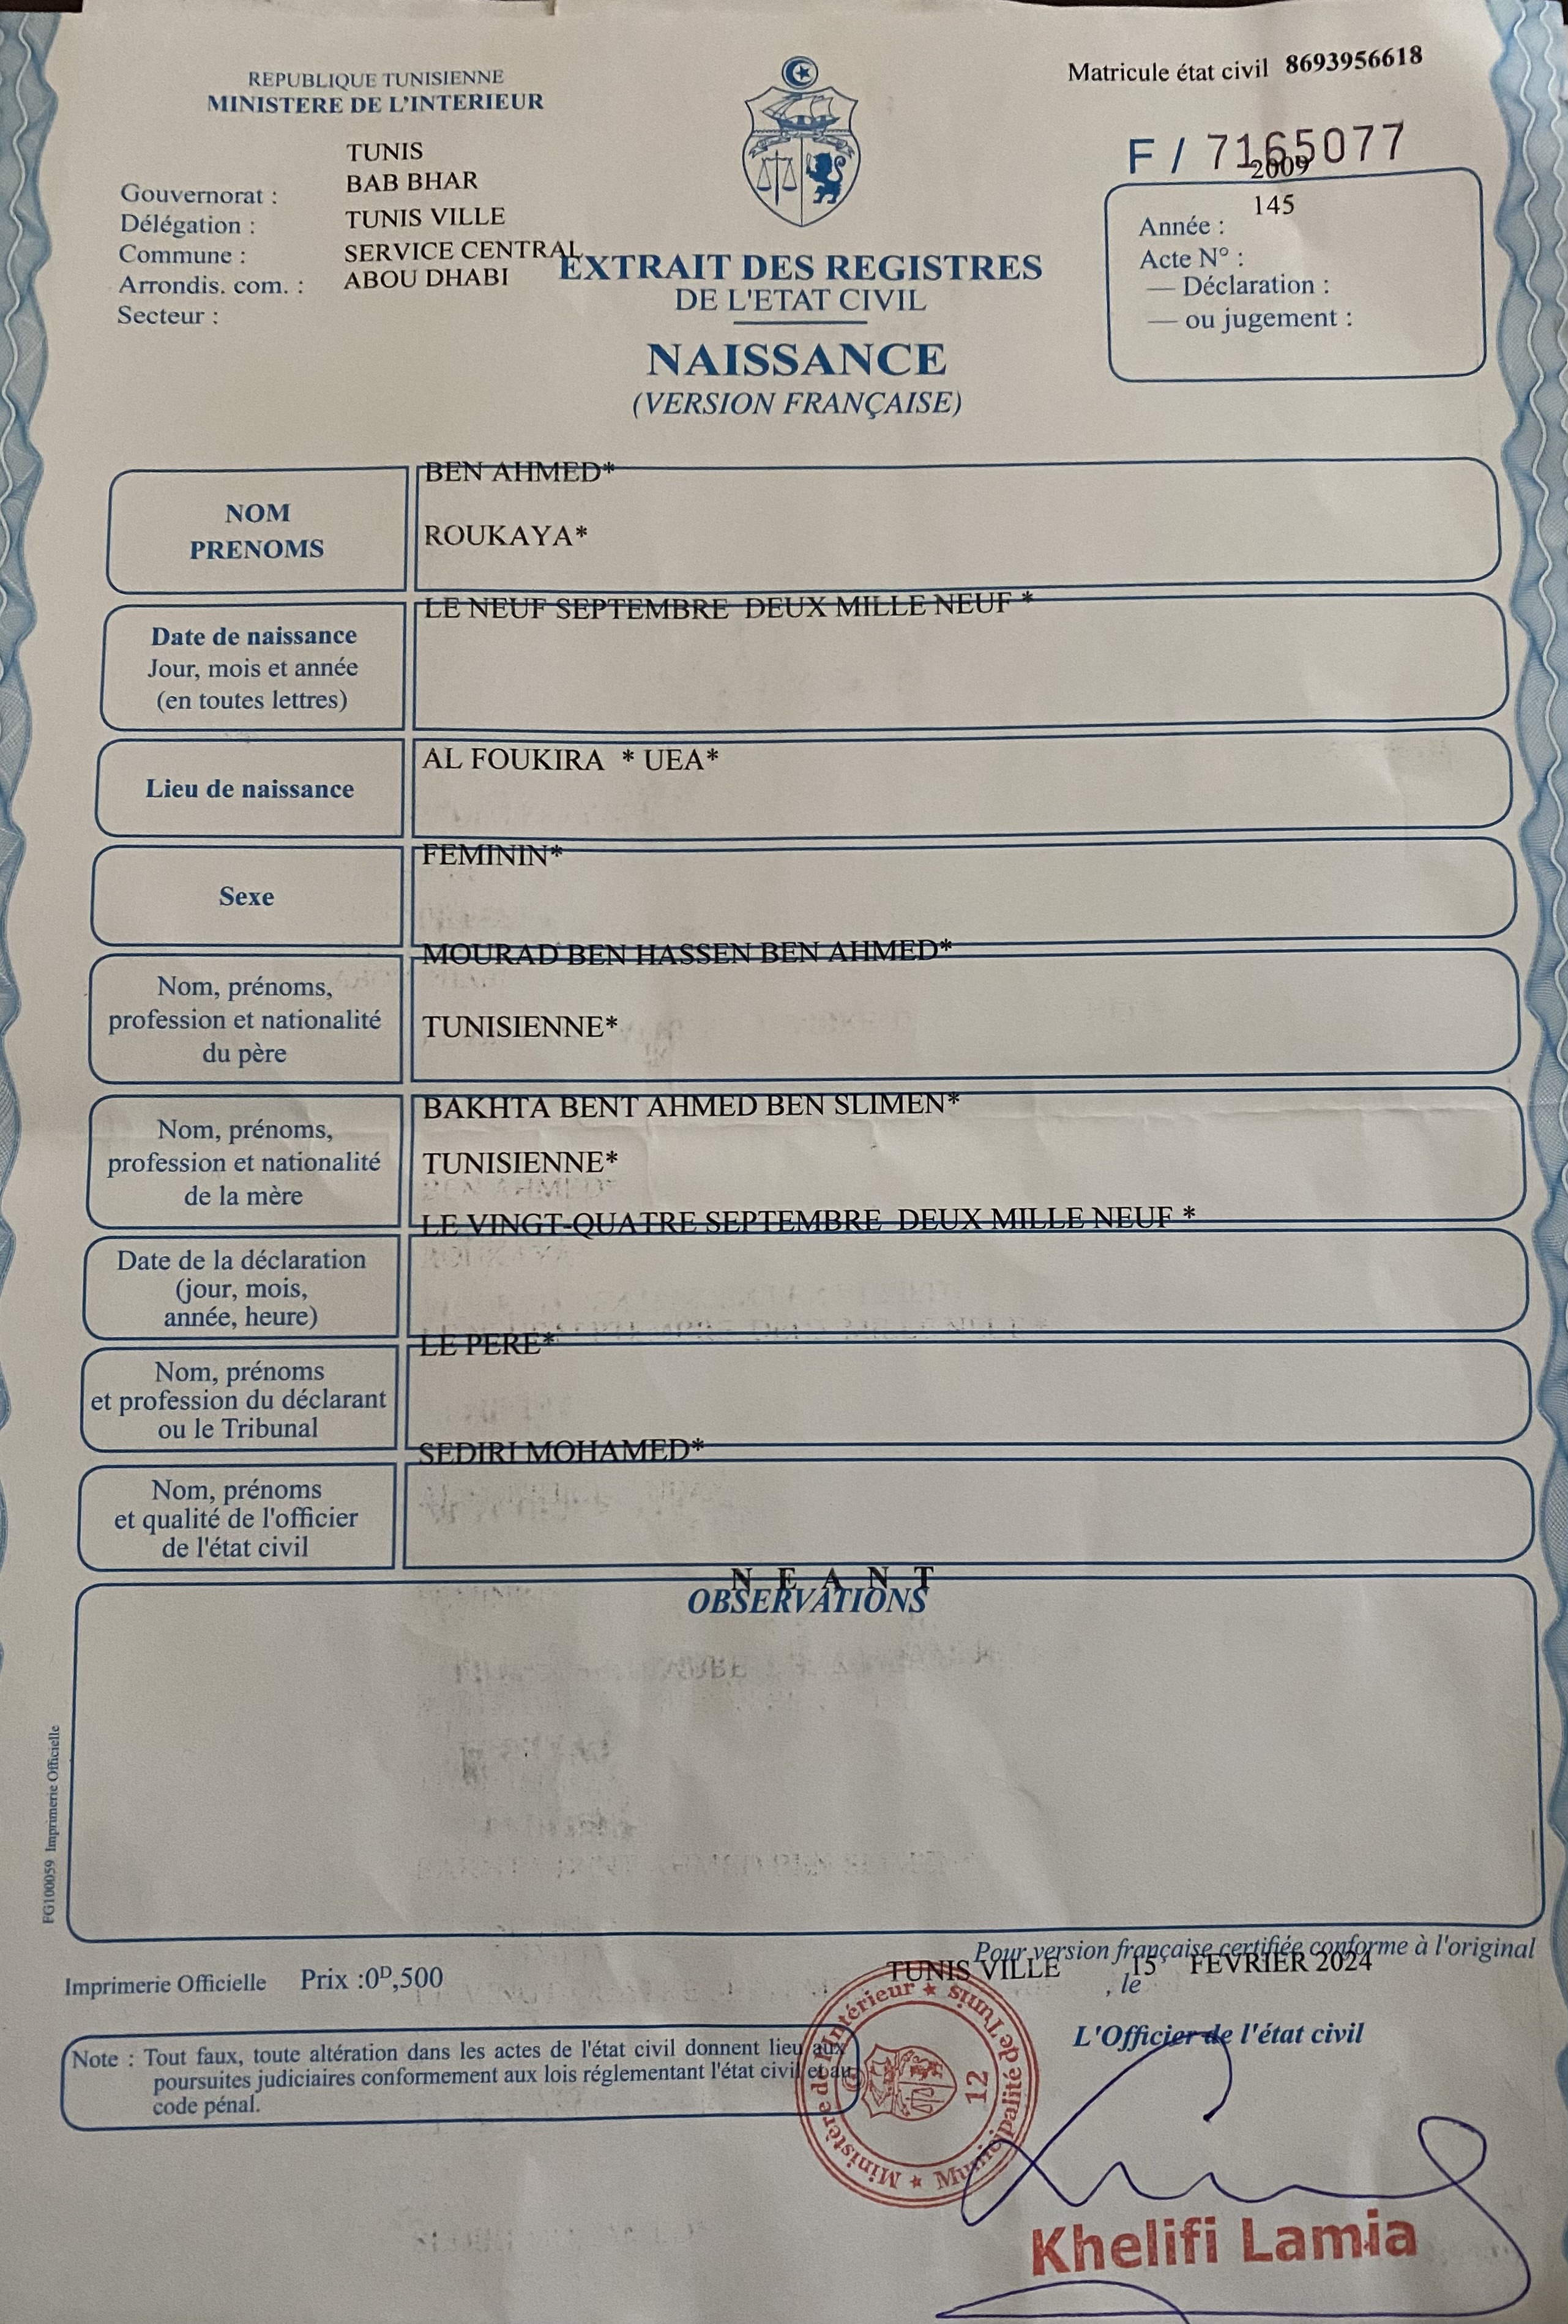 REPUBLIQUE TUNISIENNE
MINISTERE DE L'INTERIEUR
Matricule état civil 8693956618
F / 7165077
TUNIS
BAB BHAR
TUNIS VILLE
SERVICE CENTRAL
ABOU DHABI
Gouvernorat :
Délégation :
Commune :
Arrondis. com. :
Secteur :
2009
145
Année :
Acte N° :
— Déclaration :
— ou jugement :
EXTRAIT DES REGISTRES
DE L'ETAT CIVIL
NAISSANCE
(VERSION FRANÇAISE)
NOM
PRENOMS
BEN AHMED*
ROUKAYA*
Date de naissance
Jour, mois et année
(en toutes lettres)
LE NEUF SEPTEMBRE DEUX MILLE NEUF *
Lieu de naissance
AL FOUKIRA * UEA*
Sexe
FEMININ*
Nom, prénoms,
profession et nationalité
du père
MOURAD BEN HASSEN BEN AHMED*
TUNISIENNE*
Nom, prénoms,
profession et nationalité
de la mère
BAKHTA BENT AHMED BEN SLIMEN*
TUNISIENNE*
Date de la déclaration
(jour, mois,
année, heure)
LE VINGT-QUATRE SEPTEMBRE DEUX MILLE NEUF *
Nom, prénoms
et profession du déclarant
ou le Tribunal
LE PERE*
Nom, prénoms
et qualité de l'officier
de l'état civil
SEDIRI MOHAMED*
N E A N T
OBSERVATIONS
FG100059 Imprimerie Officielle
Pour version française certifiée conforme à l'original
TUNIS VILLE , le 15 FEVRIER 2024
Imprimerie Officielle Prix :0ᴰ,500
L'Officier de l'état civil
Note : Tout faux, toute altération dans les actes de l'état civil donnent lieu aux
poursuites judiciaires conformement aux lois réglementant l'état civil et au
code pénal.
Ministère de l'Intérieur ★ Municipalité de Tunis ★
12
Khelifi Lamia